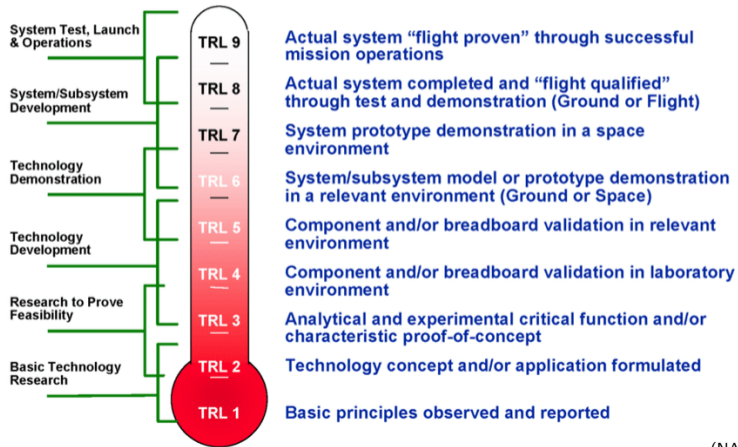 System Test, Launch
& Operations
System/Subsystem
Development
Technology
Demonstration
Technology
Development
Research to Prove
Feasibility
Basic Technology
Research
TRL 9
TRL 8
TRL 7
TRL 6
TRL 5
TRL 4
TRL 3
TRL 2
TRL 1
Actual system “flight proven” through successful
mission operations
Actual system completed and “flight qualified”
through test and demonstration (Ground or Flight)
System prototype demonstration in a space
environment
System/subsystem model or prototype demonstration
in a relevant environment (Ground or Space)
Component and/or breadboard validation in relevant
environment
Component and/or breadboard validation in laboratory
environment
Analytical and experimental critical function and/or
characteristic proof-of-concept
Technology concept and/or application formulated
Basic principles observed and reported